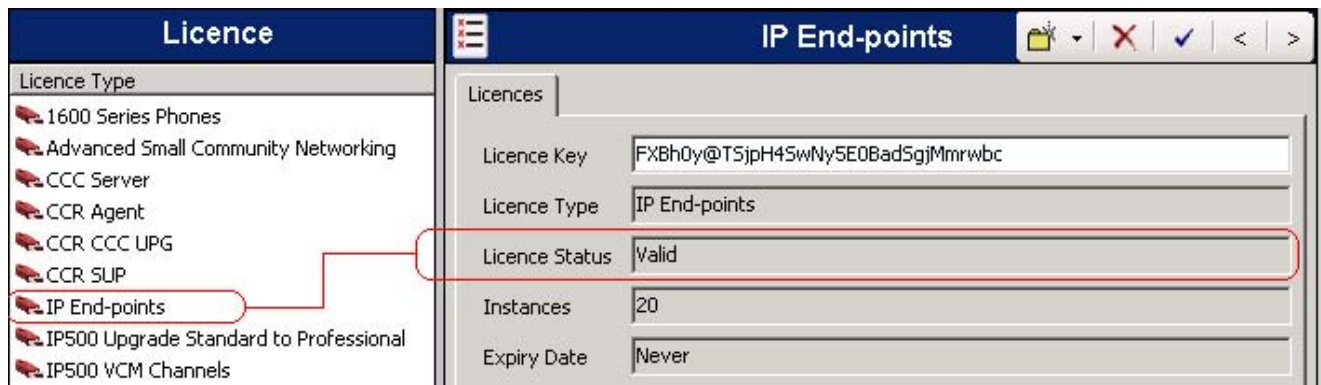 Licence
Licence Type
1600 Series Phones
Advanced Small Community Networking
CCC Server
CCR Agent
CCR CCC UPG
CCR SUP
IP End-points
IP500 Upgrade Standard to Professional
IP500 VCM Channels
IP End-points
Licences
Licence Key FXBh0y@TSjpH4SwNy5E0BadSgjMmrwbc
Licence Type IP End-points
Licence Status Valid
Instances 20
Expiry Date Never